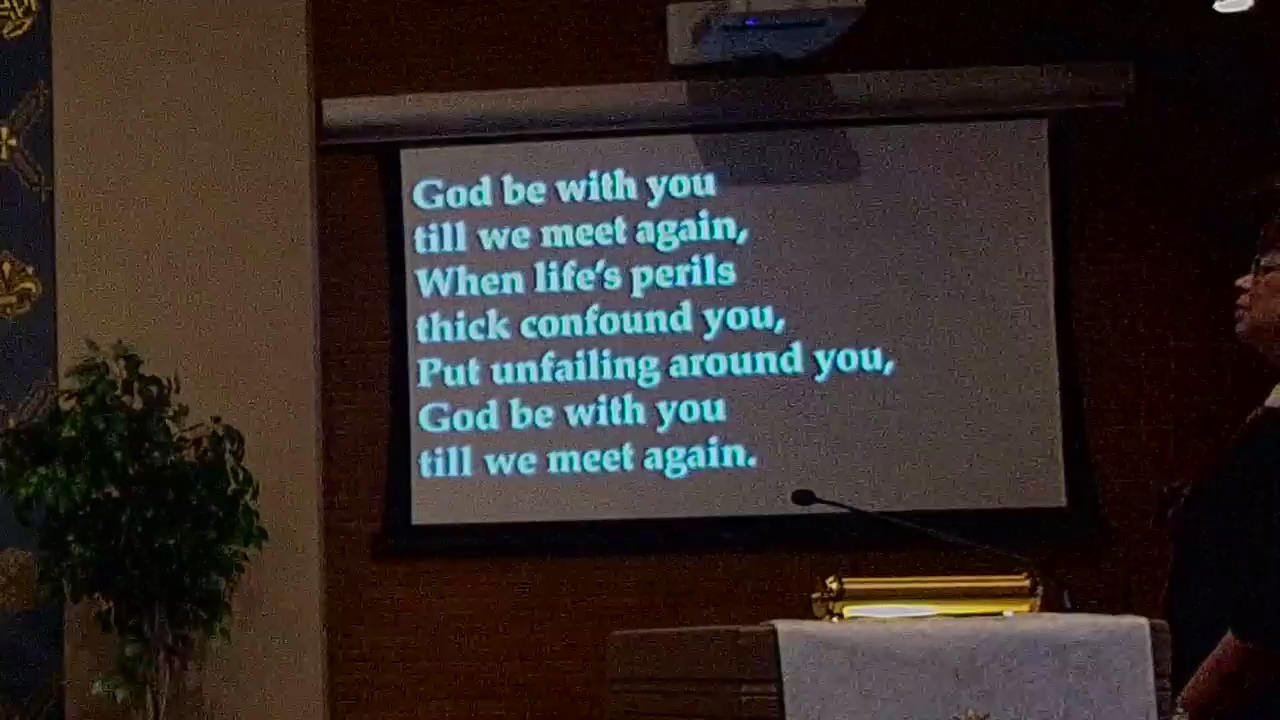 God be with you
till we meet again,
When life's perils
thick confound you,
Put unfailing around you,
God be with you
till we meet again.